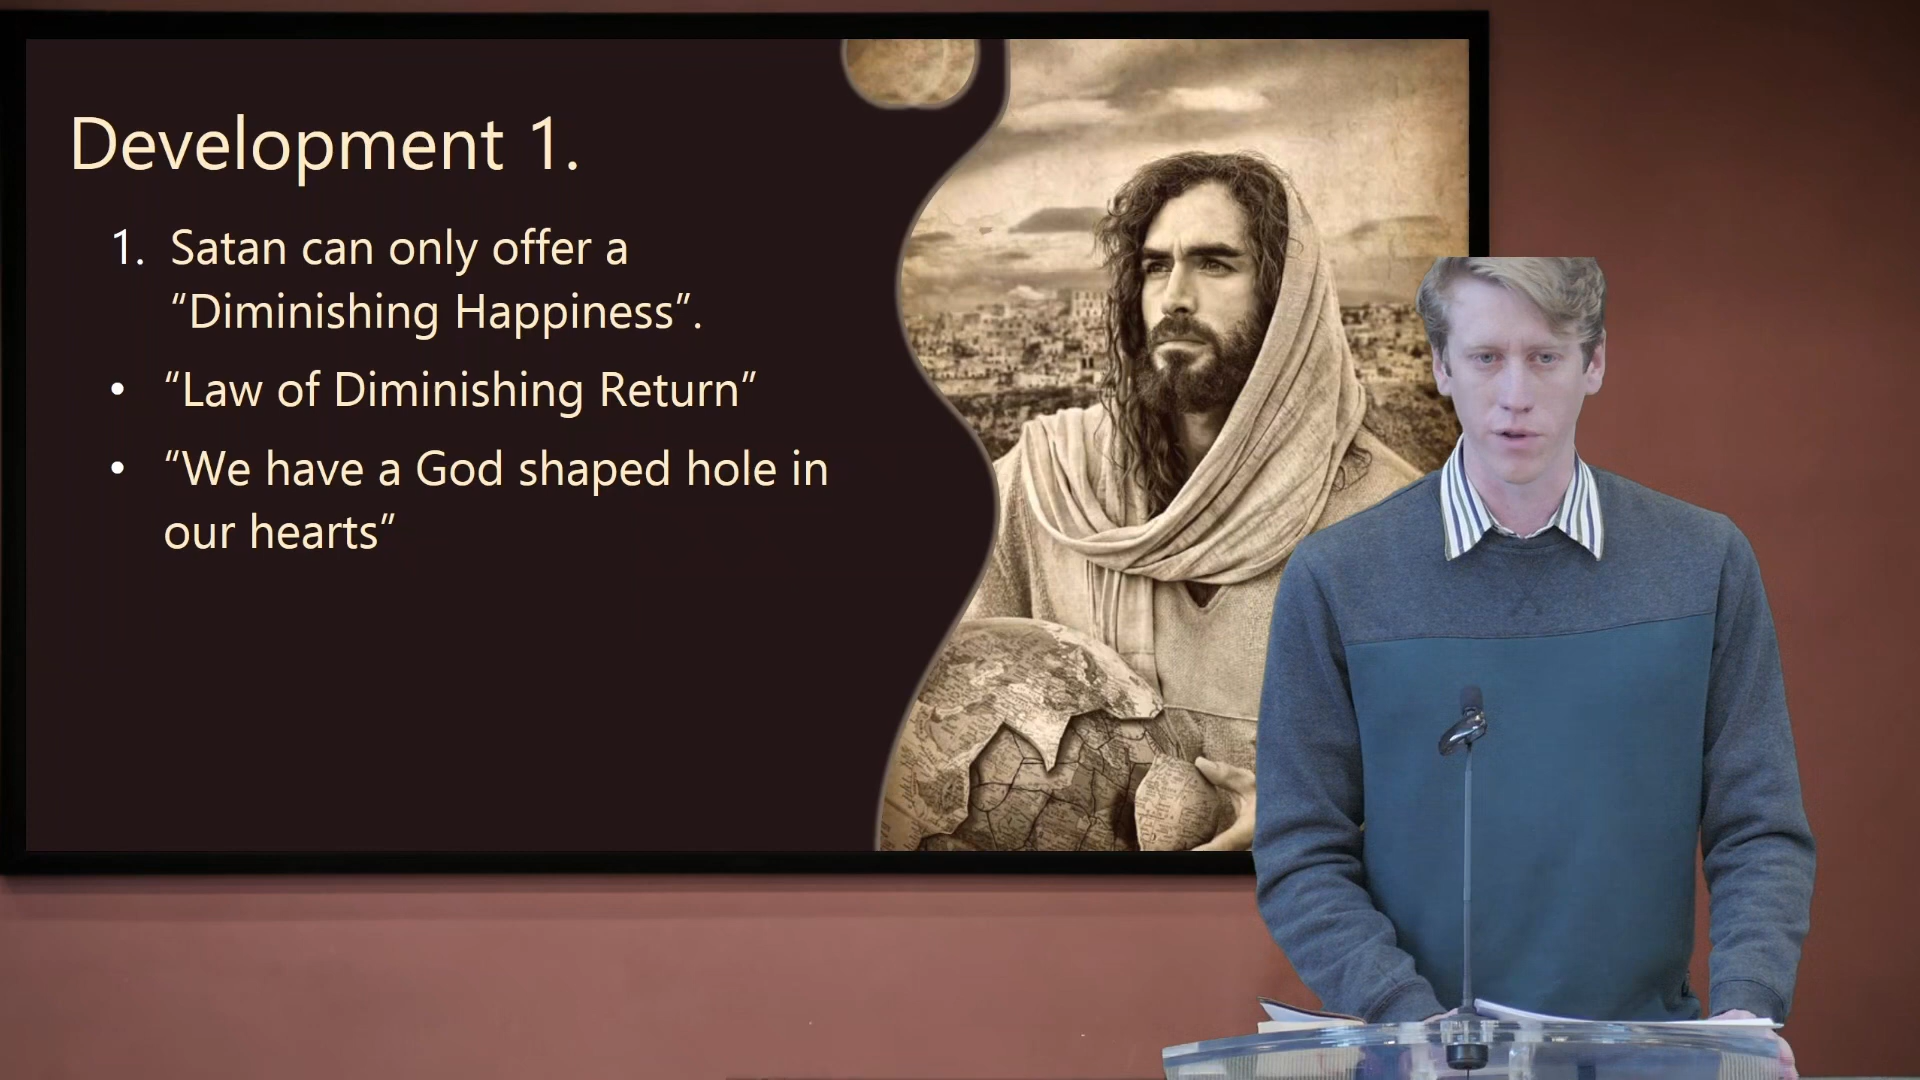 Development 1.
1. Satan can only offer a
“Diminishing Happiness”.
• “Law of Diminishing Return”
• “We have a God shaped hole in
our hearts”